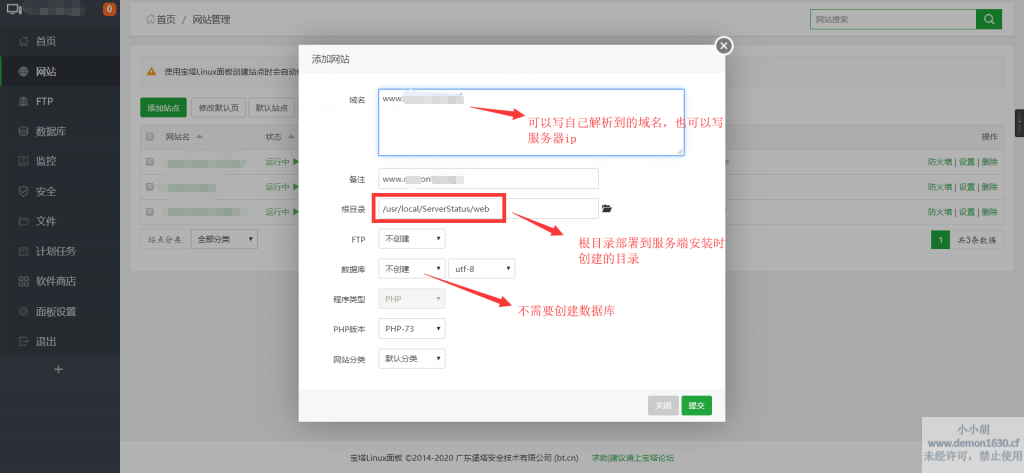 0
首页 / 网站管理
网站搜索
首页
网站
FTP
数据库
监控
安全
文件
计划任务
软件商店
面板设置
退出
使用宝塔Linux面板创建站点时会自动
添加站点 修改默认页 默认站点
网站名 状态 操作
运行中 防火墙 | 设置 | 删除
运行中 防火墙 | 设置 | 删除
运行中 防火墙 | 设置 | 删除
站点分类: 全部分类 1 共3条数据
添加网站
域名 www.
可以写自己解析到的域名，也可以写
服务器ip
备注 www.
根目录 /usr/local/ServerStatus/web
根目录部署到服务端安装时
创建的目录
FTP 不创建
数据库 不创建 utf-8
不需要创建数据库
程序类型 PHP
PHP版本 PHP-73
网站分类 默认分类
关闭 提交
宝塔Linux面板 ©2014-2020 广东堡塔安全技术有限公司 (bt.cn) 求助|建议请上宝塔论坛
小小胡
www.demon1630.cf
未经许可，禁止使用